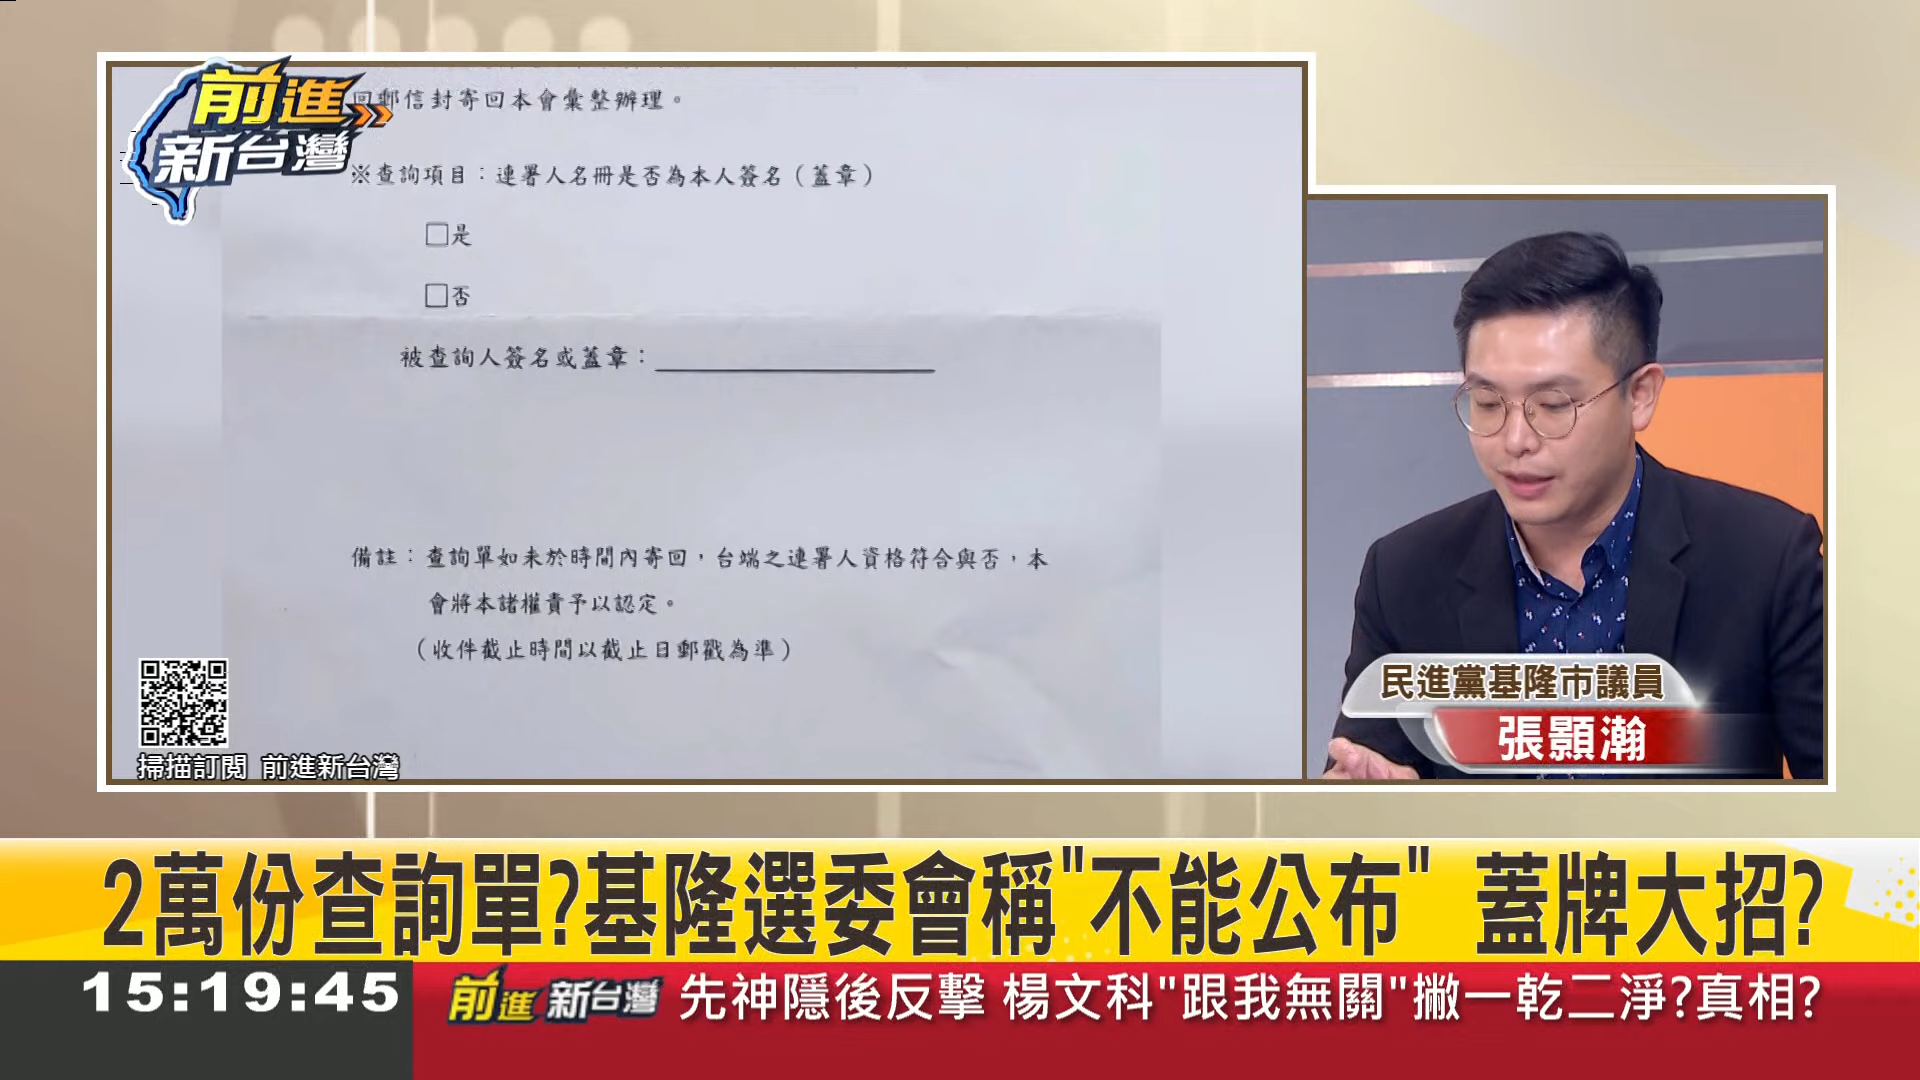 前進
新台灣
回郵信封寄回本會彙整辦理。
※查詢項目：連署人名冊是否為本人簽名（蓋章）
□是
□否
被查詢人簽名或蓋章：
備註：查詢單如未於時間內寄回，台端之連署人資格符合與否，本
會將本諸權責予以認定。
（收件截止時間以截止日郵戳為準）
掃描訂閱 前進新台灣
民進黨基隆市議員
張顥瀚
2萬份查詢單?基隆選委會稱"不能公布" 蓋牌大招?
15:19:45
前進新台灣 先神隱後反擊 楊文科"跟我無關"撇一乾二淨?真相?